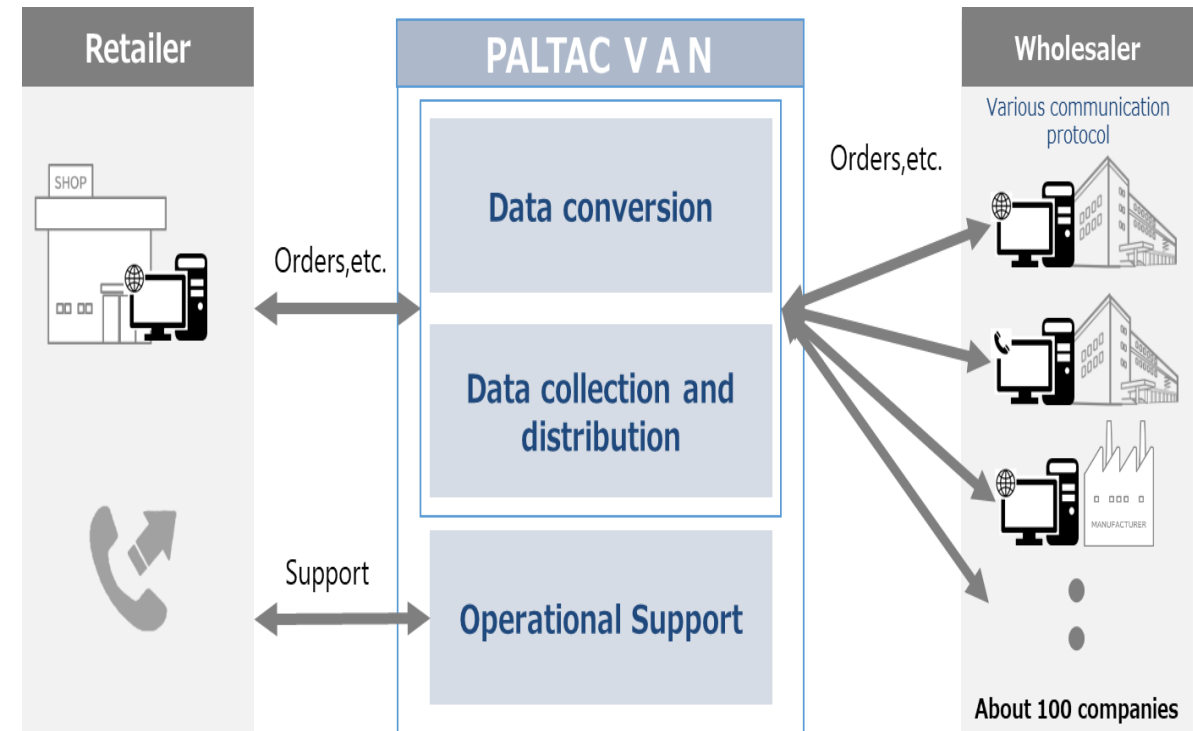 Retailer
SHOP
Orders,etc.
Support
PALTAC V A N
Data conversion
Data collection and
distribution
Operational Support
Orders,etc.
Wholesaler
Various communication
protocol
MANUFACTURER
About 100 companies